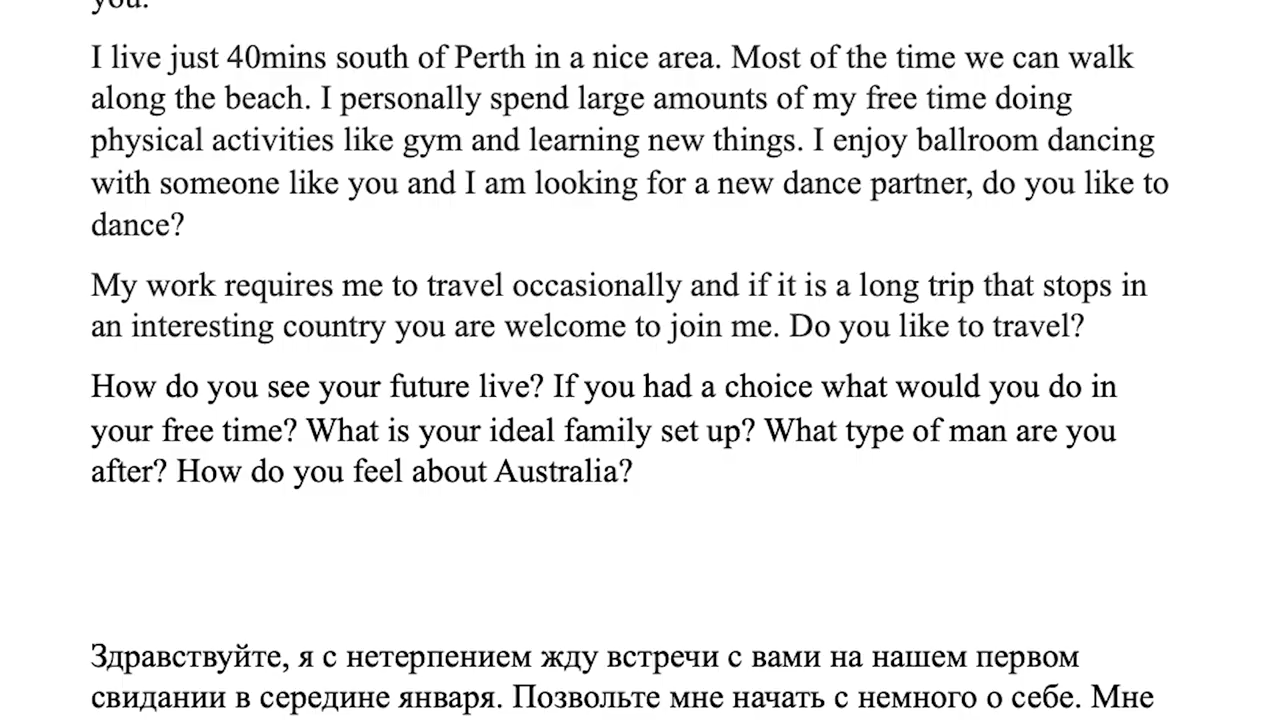 you.
I live just 40mins south of Perth in a nice area. Most of the time we can walk
along the beach. I personally spend large amounts of my free time doing
physical activities like gym and learning new things. I enjoy ballroom dancing
with someone like you and I am looking for a new dance partner, do you like to
dance?
My work requires me to travel occasionally and if it is a long trip that stops in
an interesting country you are welcome to join me. Do you like to travel?
How do you see your future live? If you had a choice what would you do in
your free time? What is your ideal family set up? What type of man are you
after? How do you feel about Australia?
Здравствуйте, я с нетерпением жду встречи с вами на нашем первом
свидании в середине января. Позвольте мне начать с немного о себе. Мне